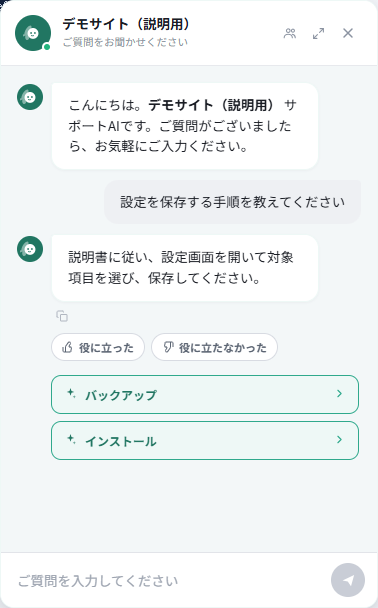 デモサイト（説明用）
ご質問をお聞かせください
こんにちは。デモサイト（説明用） サ
ポートAIです。ご質問がございました
ら、お気軽にご入力ください。
設定を保存する手順を教えてください
説明書に従い、設定画面を開いて対象
項目を選び、保存してください。
役に立った
役に立たなかった
バックアップ
インストール
ご質問を入力してください